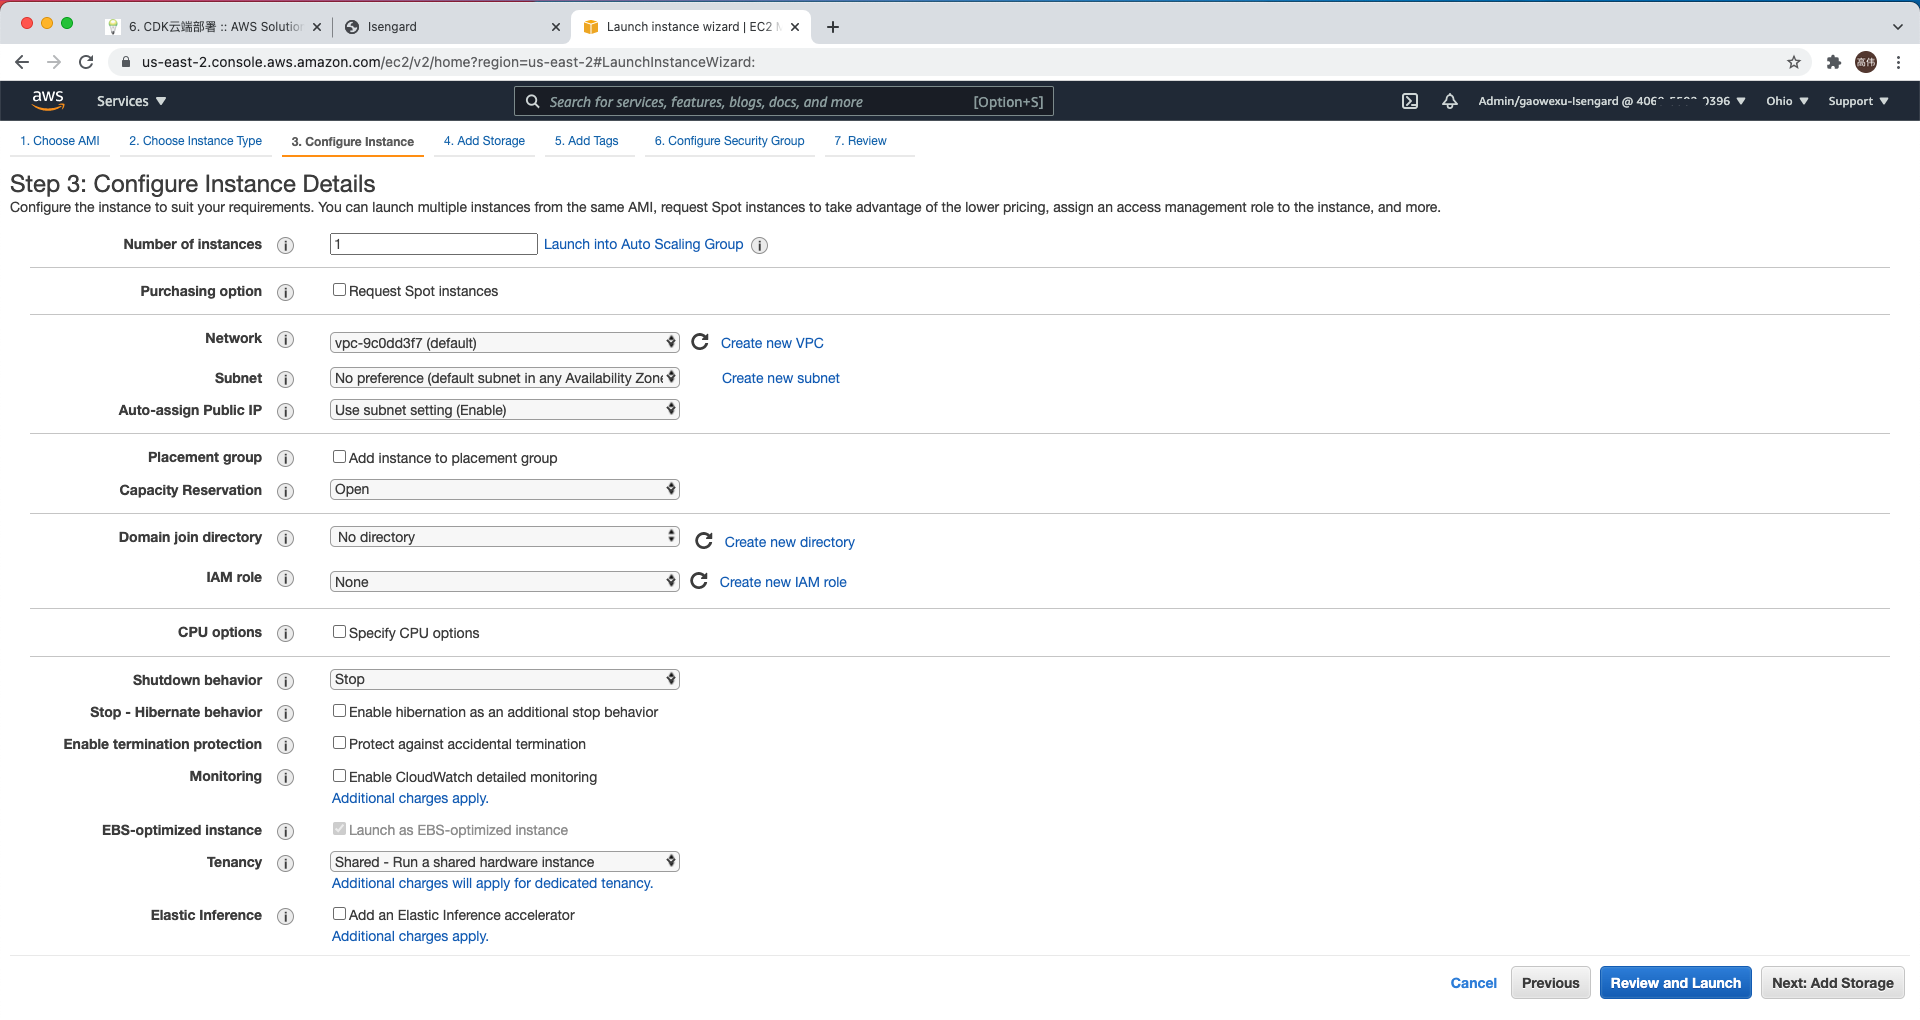 6. CDK云端部署 :: AWS Solution
Isengard
Launch instance wizard | EC2 M
us-east-2.console.aws.amazon.com/ec2/v2/home?region=us-east-2#LaunchInstanceWizard:
高伟
aws
Services
Search for services, features, blogs, docs, and more
[Option+S]
Admin/gaowexu-Isengard @
Ohio
Support
1. Choose AMI
2. Choose Instance Type
3. Configure Instance
4. Add Storage
5. Add Tags
6. Configure Security Group
7. Review
Step 3: Configure Instance Details
Configure the instance to suit your requirements. You can launch multiple instances from the same AMI, request Spot instances to take advantage of the lower pricing, assign an access management role to the instance, and more.
Number of instances 1 Launch into Auto Scaling Group
Purchasing option Request Spot instances
Network vpc-9c0dd3f7 (default) Create new VPC
Subnet No preference (default subnet in any Availability Zone Create new subnet
Auto-assign Public IP Use subnet setting (Enable)
Placement group Add instance to placement group
Capacity Reservation Open
Domain join directory No directory Create new directory
IAM role None Create new IAM role
CPU options Specify CPU options
Shutdown behavior Stop
Stop - Hibernate behavior Enable hibernation as an additional stop behavior
Enable termination protection Protect against accidental termination
Monitoring Enable CloudWatch detailed monitoring
Additional charges apply.
EBS-optimized instance Launch as EBS-optimized instance
Tenancy Shared - Run a shared hardware instance
Additional charges will apply for dedicated tenancy.
Elastic Inference Add an Elastic Inference accelerator
Additional charges apply.
Cancel
Previous
Review and Launch
Next: Add Storage